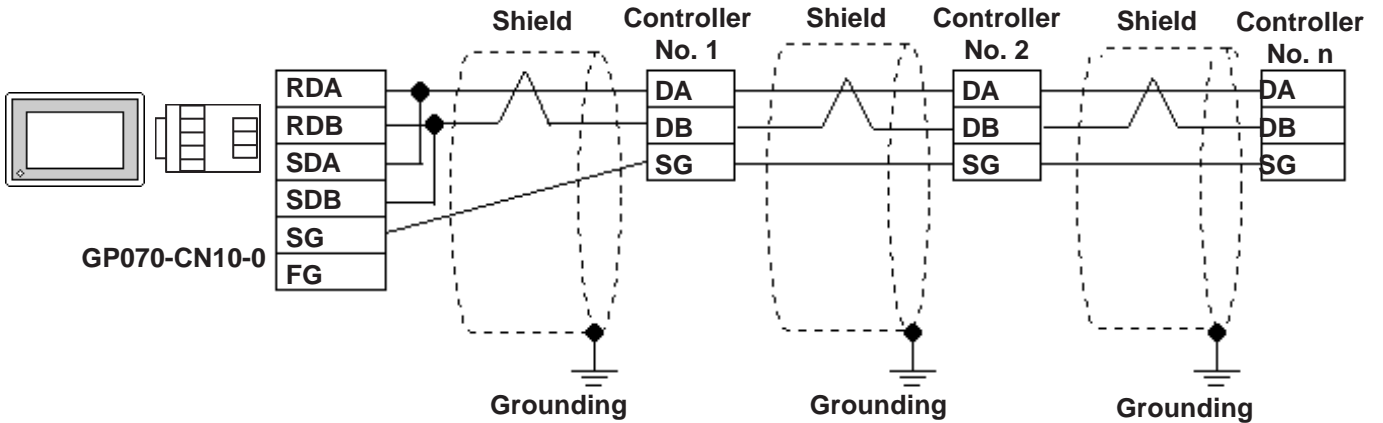 Shield
Controller
No. 1
Shield
Controller
No. 2
Shield
Controller
No. n
RDA
RDB
SDA
SDB
SG
FG
GP070-CN10-0
DA
DB
SG
DA
DB
SG
DA
DB
SG
Grounding
Grounding
Grounding